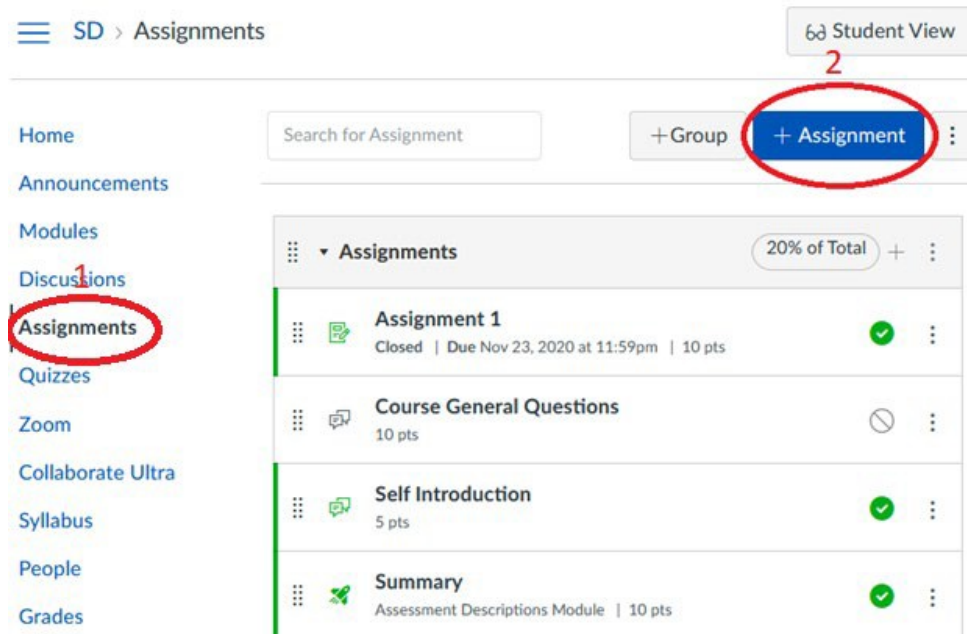 SD › Assignments
Student View
2
Home
Announcements
Modules
Discussions
1
Assignments
Quizzes
Zoom
Collaborate Ultra
Syllabus
People
Grades
Search for Assignment
+Group
+ Assignment
Assignments
20% of Total +
Assignment 1
Closed | Due Nov 23, 2020 at 11:59pm | 10 pts
Course General Questions
10 pts
Self Introduction
5 pts
Summary
Assessment Descriptions Module | 10 pts